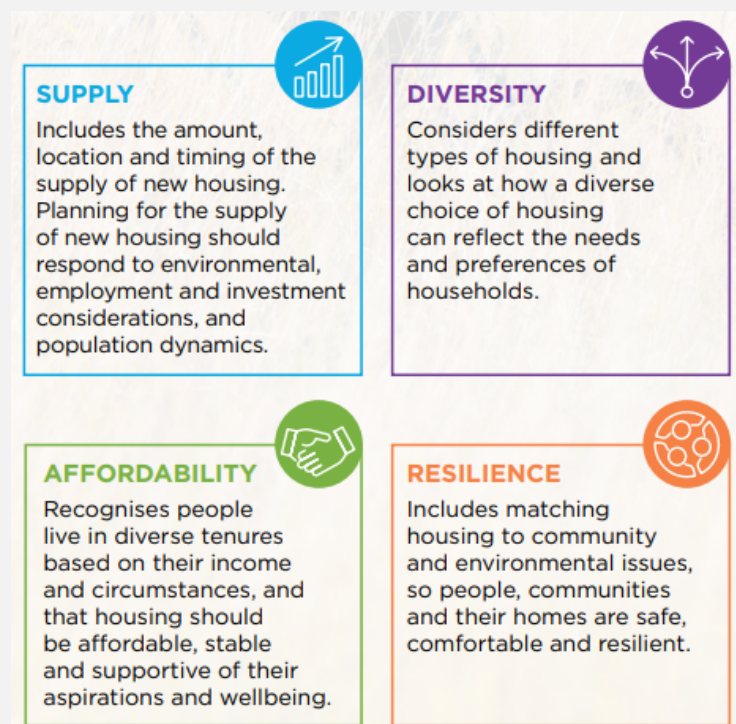 SUPPLY
Includes the amount,
location and timing of the
supply of new housing.
Planning for the supply
of new housing should
respond to environmental,
employment and investment
considerations, and
population dynamics.
DIVERSITY
Considers different
types of housing and
looks at how a diverse
choice of housing
can reflect the needs
and preferences of
households.
AFFORDABILITY
Recognises people
live in diverse tenures
based on their income
and circumstances, and
that housing should
be affordable, stable
and supportive of their
aspirations and wellbeing.
RESILIENCE
Includes matching
housing to community
and environmental issues,
so people, communities
and their homes are safe,
comfortable and resilient.